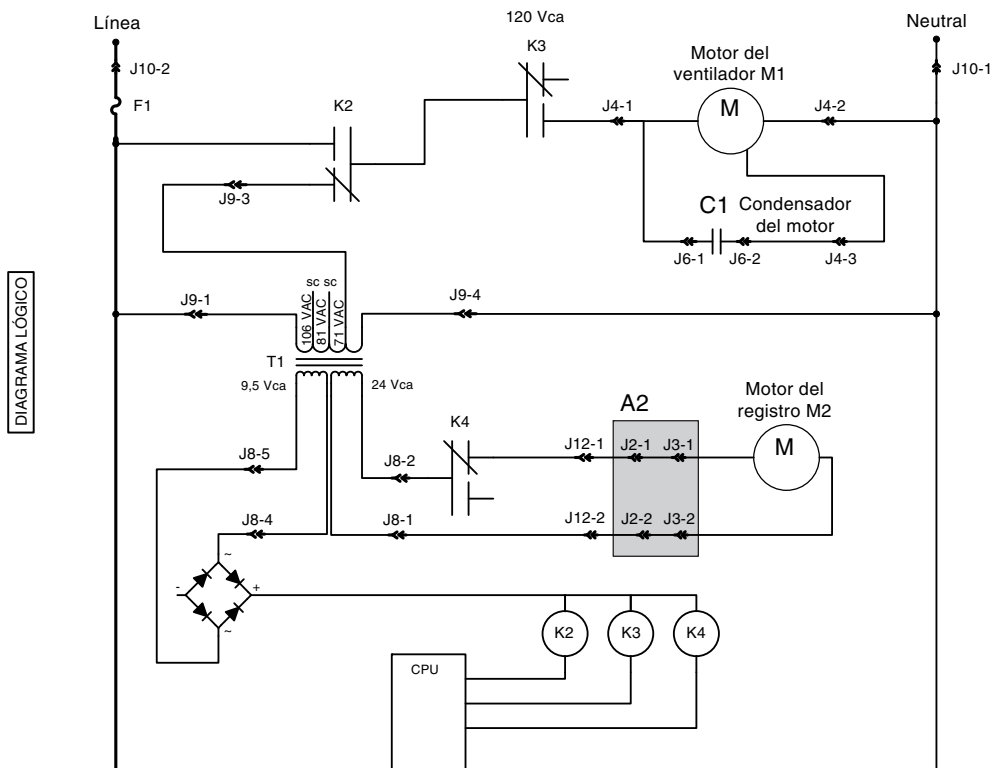 120 Vca
Línea
Neutral
K3
J10-2
Motor del
ventilador M1
J10-1
F1
K2
J4-1
M
J4-2
J9-3
C1
Condensador
del motor
J6-1
J6-2
J4-3
DIAGRAMA LÓGICO
sc sc
J9-1
106 VAC
81 VAC
71 VAC
J9-4
T1
9,5 Vca
24 Vca
A2
Motor del
registro M2
K4
J12-1
J2-1
J3-1
M
J8-5
J8-2
J8-4
J8-1
J12-2
J2-2
J3-2
~
-
+
~
K2
K3
K4
CPU